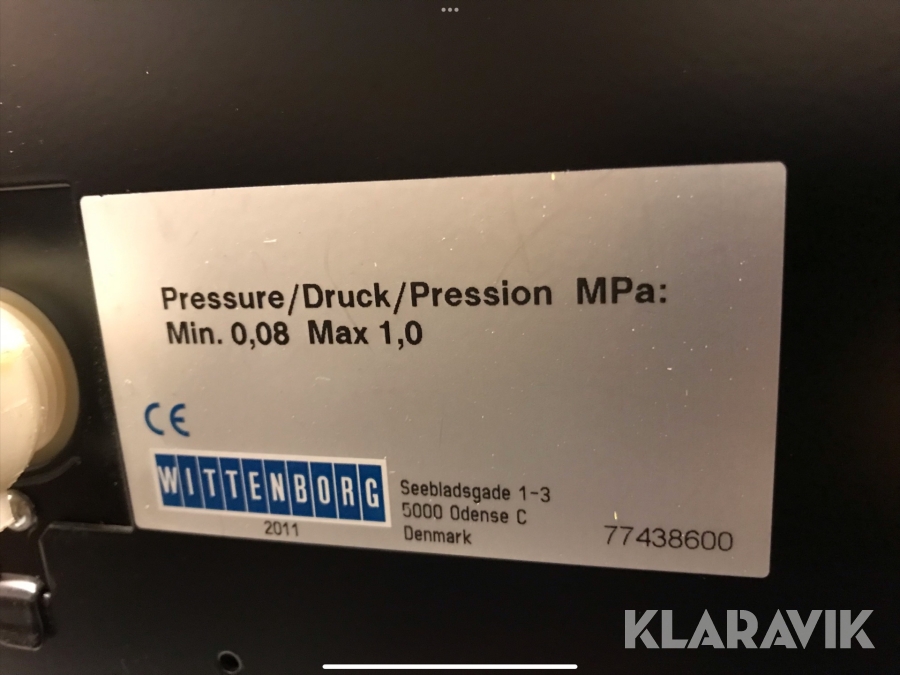 Pressure/Druck/Pression MPa:
Min. 0,08 Max 1,0
CE
WITTENBORG
2011
Seebladsgade 1-3
5000 Odense C
Denmark
77438600
KLARAVIK